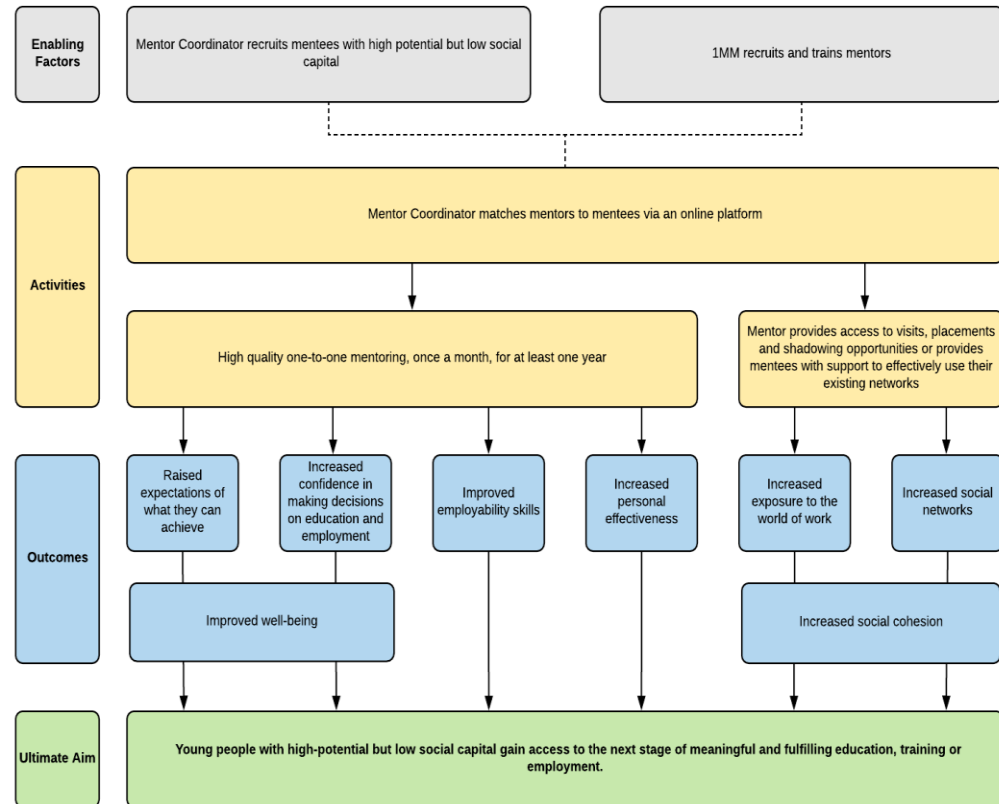 Enabling
Factors
Mentor Coordinator recruits mentees with high potential but low social
capital
1MM recruits and trains mentors
Activities
Mentor Coordinator matches mentors to mentees via an online platform
High quality one-to-one mentoring, once a month, for at least one year
Mentor provides access to visits, placements
and shadowing opportunities or provides
mentees with support to effectively use their
existing networks
Outcomes
Raised
expectations of
what they can
achieve
Increased
confidence in
making decisions
on education and
employment
Improved
employability skills
Increased
personal
effectiveness
Increased
exposure to the
world of work
Increased social
networks
Improved well-being
Increased social cohesion
Ultimate Aim
Young people with high-potential but low social capital gain access to the next stage of meaningful and fulfilling education, training or
employment.